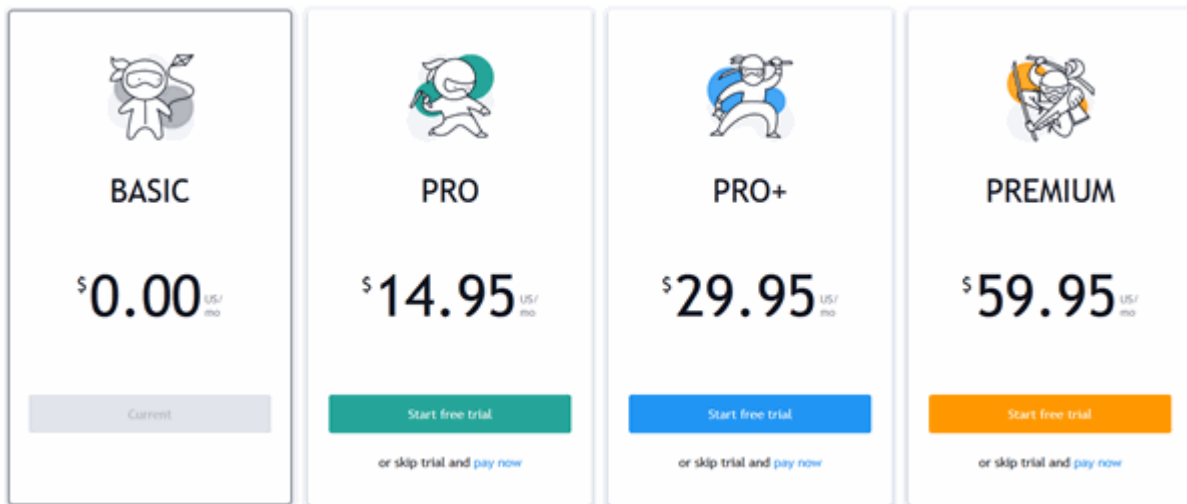 BASIC
$0.00 US/
mo
Current
PRO
$14.95 US/
mo
Start free trial
or skip trial and pay now
PRO+
$29.95 US/
mo
Start free trial
or skip trial and pay now
PREMIUM
$59.95 US/
mo
Start free trial
or skip trial and pay now